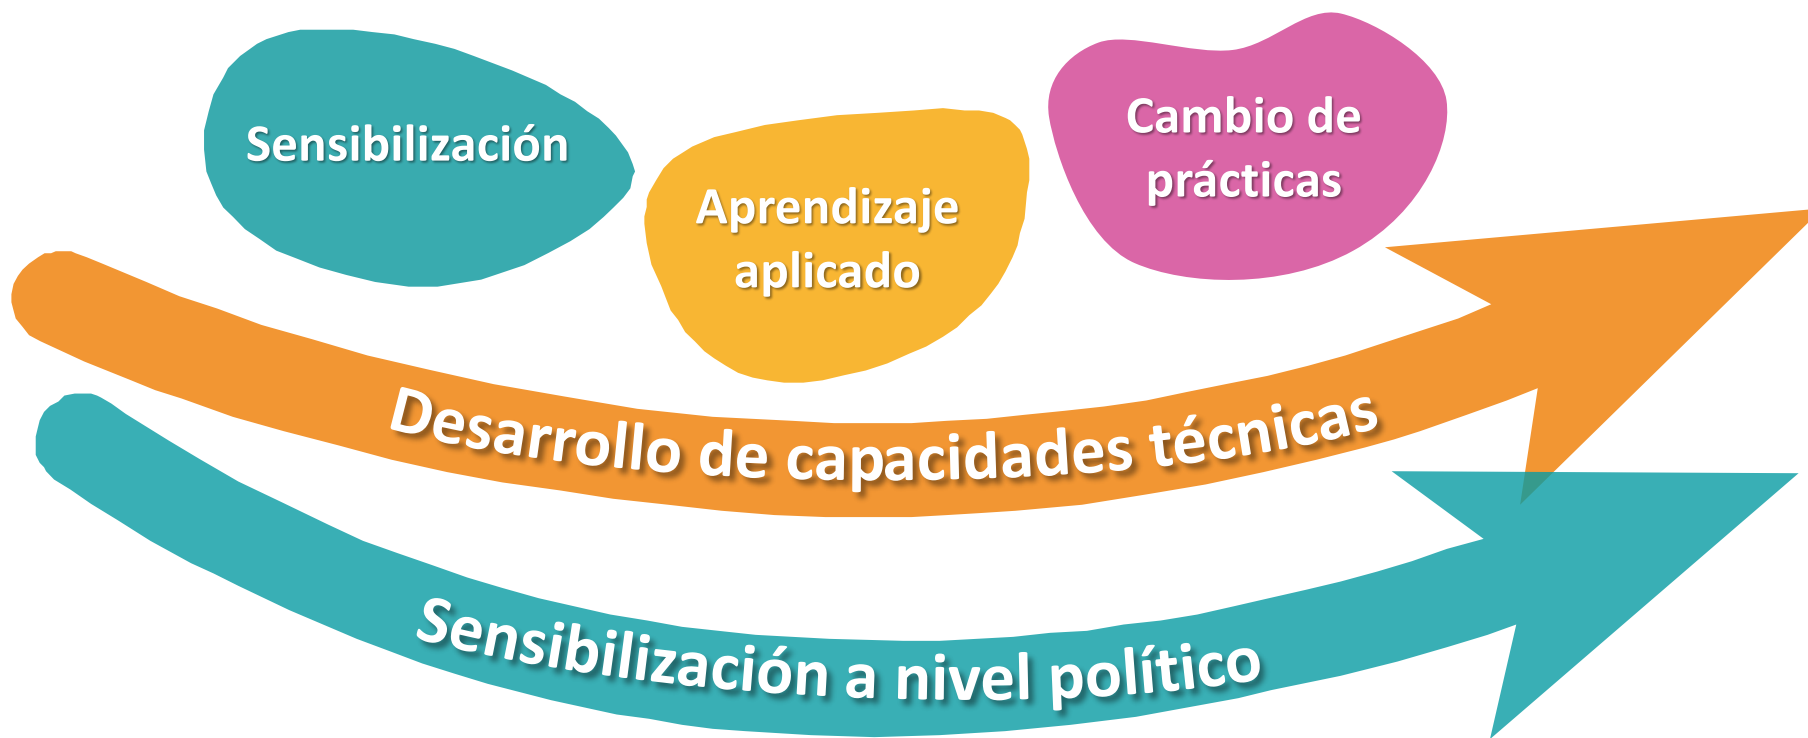 Sensibilización
Aprendizaje
aplicado
Cambio de
prácticas
Desarrollo de capacidades técnicas
Sensibilización a nivel político